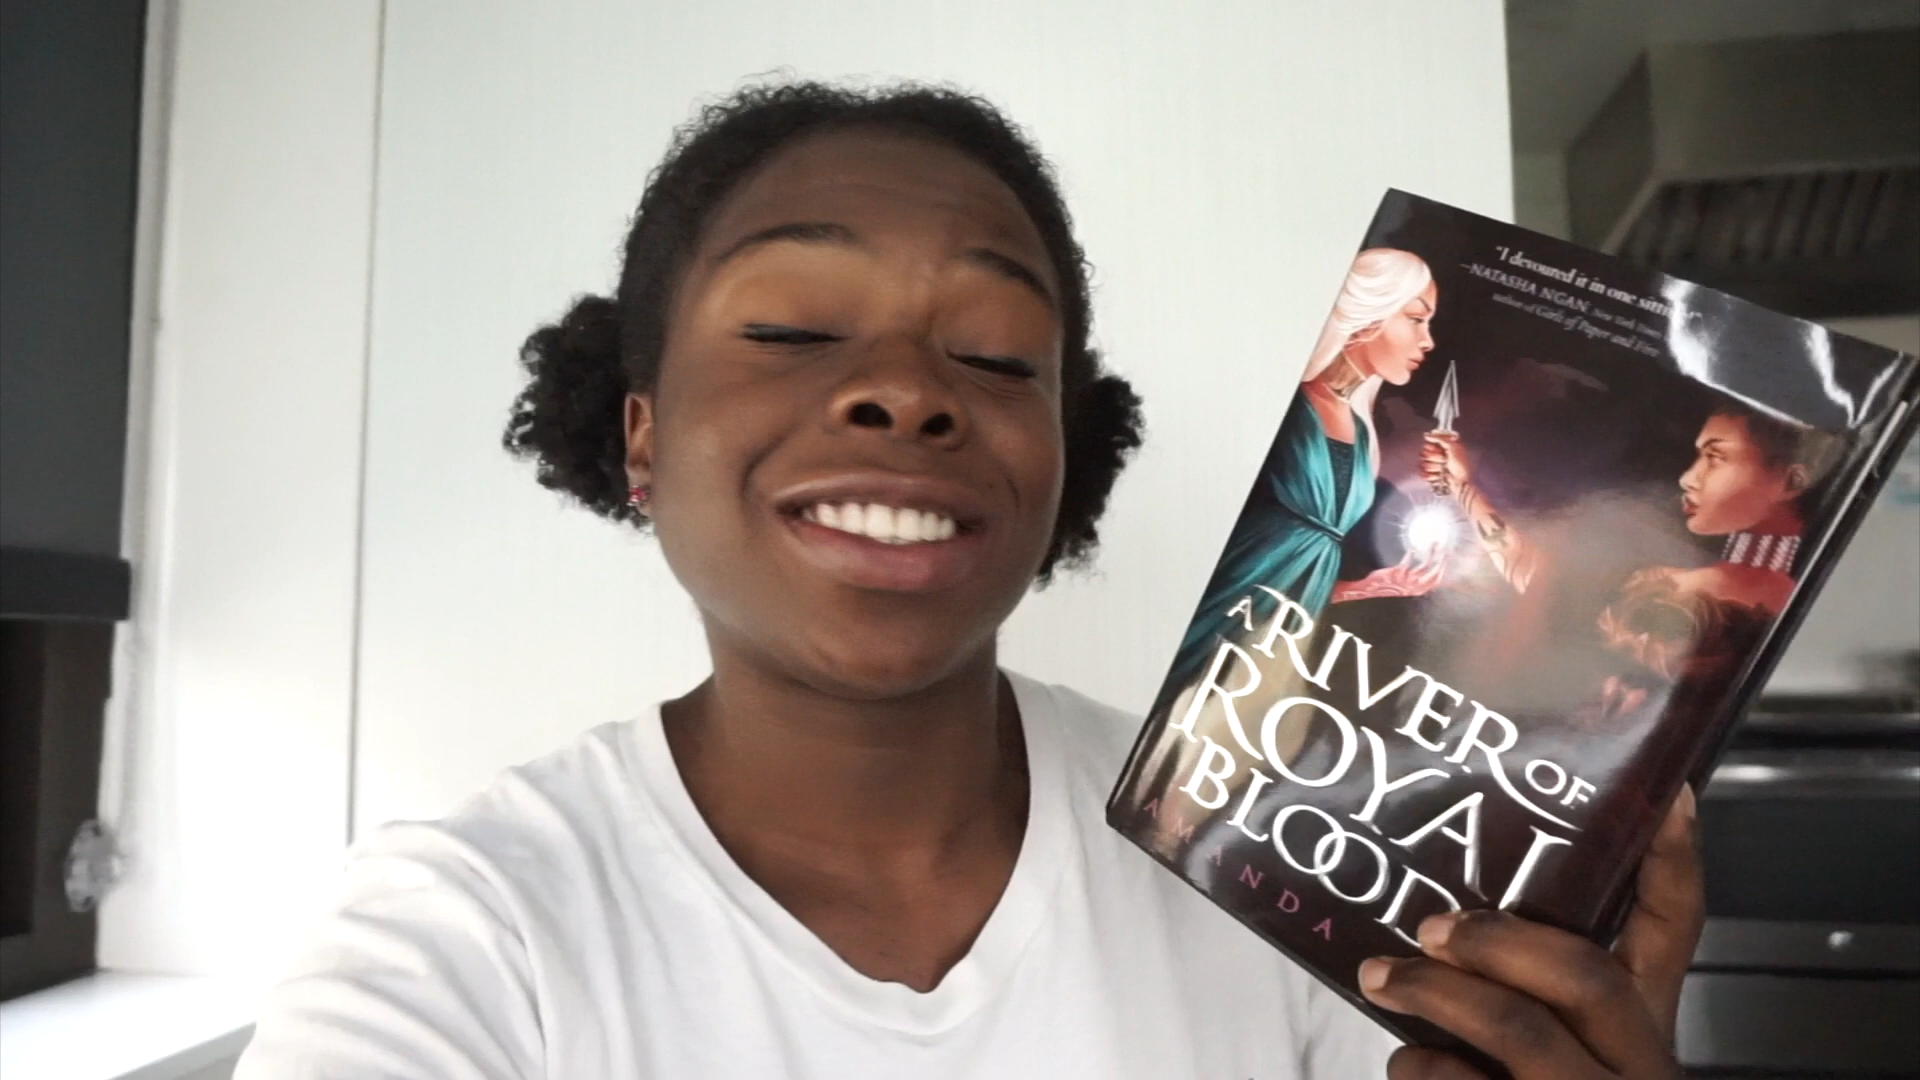 "I devoured it in one sitti
—NATASHA NGAN, New York Times
author of Girls of Paper and Fire
A RIVER OF
ROYAL
BLOOD
AMANDA